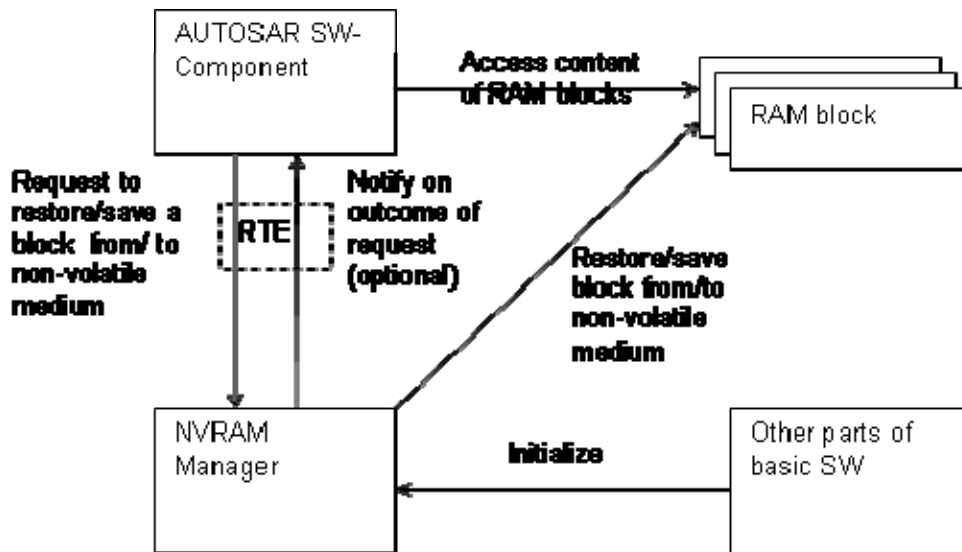 AUTOSAR SW-
Component
Access content
of RAM blocks
RAM block
Request to
restore/save a
block from/ to
non-volatile
medium
RTE
Notify on
outcome of
request
(optional)
Restore/save
block from/to
non-volatile
medium
NVRAM
Manager
Initialize
Other parts of
basic SW